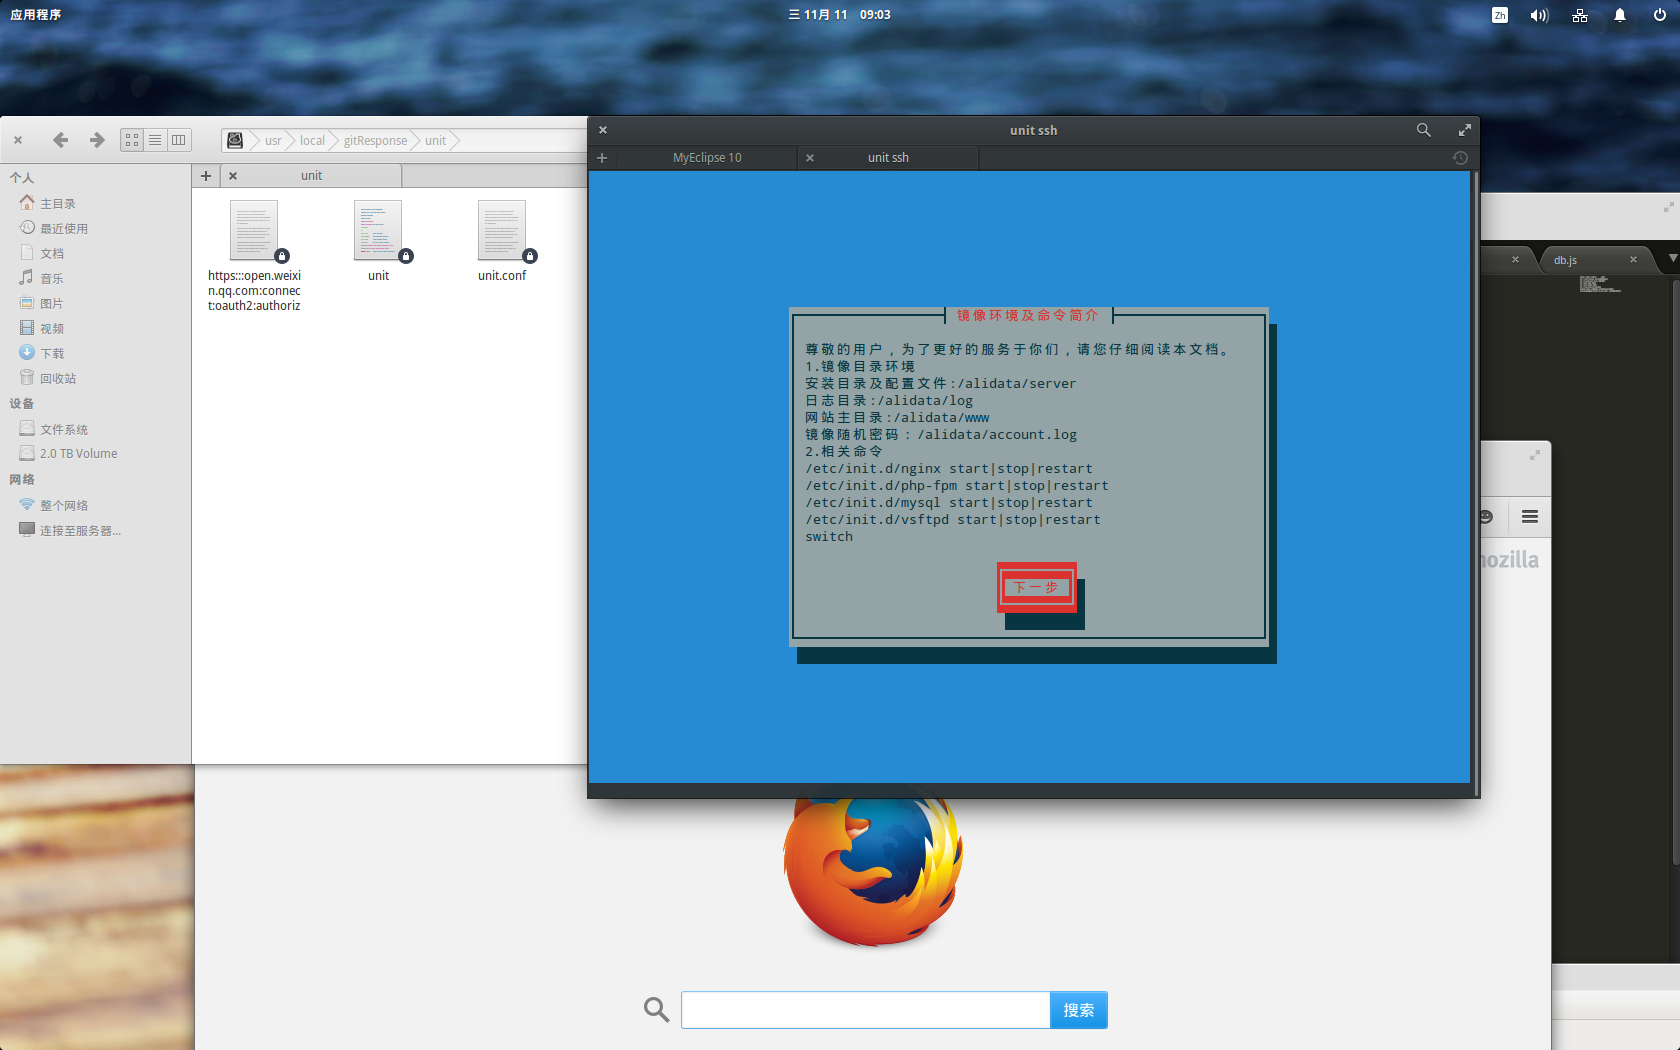 应用程序
三 11月 11 09:03
Zh
usr
local
gitResponse
unit
unit
个人
主目录
最近使用
文档
音乐
图片
视频
下载
回收站
设备
文件系统
2.0 TB Volume
网络
整个网络
连接至服务器...
https:::open.weixi
n.qq.com:connec
t:oauth2:authoriz
unit
unit.conf
unit ssh
MyEclipse 10
unit ssh
镜像环境及命令简介
尊敬的用户，为了更好的服务于你们，请您仔细阅读本文档。
1.镜像目录环境
安装目录及配置文件:/alidata/server
日志目录:/alidata/log
网站主目录:/alidata/www
镜像随机密码：/alidata/account.log
2.相关命令
/etc/init.d/nginx start|stop|restart
/etc/init.d/php-fpm start|stop|restart
/etc/init.d/mysql start|stop|restart
/etc/init.d/vsftpd start|stop|restart
switch
下一步
db.js
mozilla
搜索